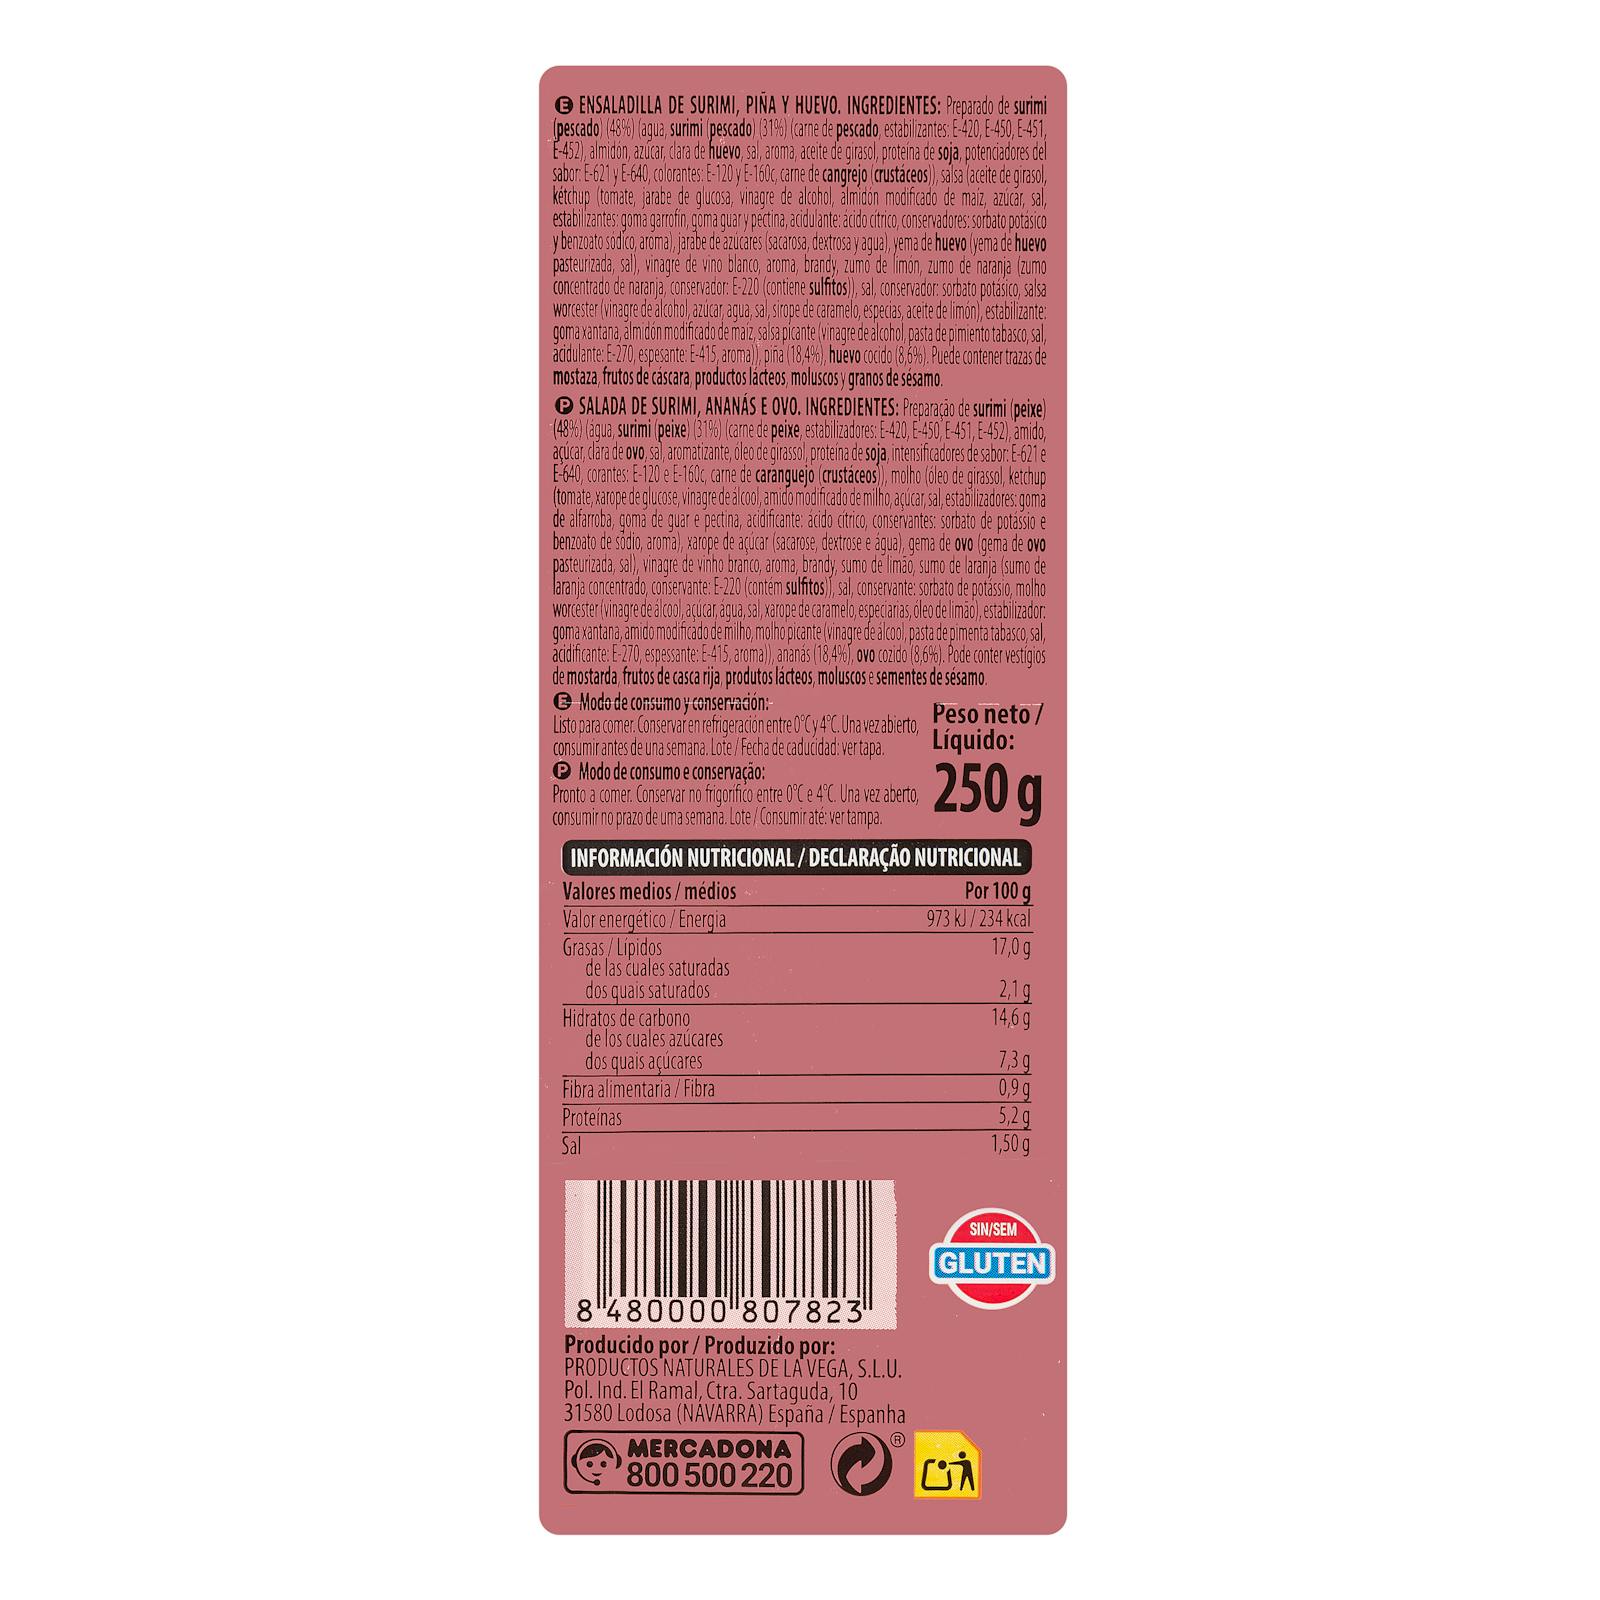 E ENSALADILLA DE SURIMI, PIÑA Y HUEVO. INGREDIENTES: Preparado de surimi
(pescado) (48%) (agua, surimi (pescado) (31%) (carne de pescado, estabilizantes: E-420, E-450, E-451,
E-452), almidón, azúcar, clara de huevo, sal, aroma, aceite de girasol, proteína de soja, potenciadores del
sabor: E-621 y E-640, colorantes: E-120 y E-160c, carne de cangrejo (crustáceos)), salsa (aceite de girasol,
kétchup (tomate, jarabe de glucosa, vinagre de alcohol, almidón modificado de maíz, azúcar, sal,
estabilizantes: goma garrofín, goma guar y pectina, acidulante: ácido cítrico, conservadores: sorbato potásico
y benzoato sódico, aroma), jarabe de azúcares (sacarosa, dextrosa y agua), yema de huevo (yema de huevo
pasteurizada, sal), vinagre de vino blanco, aroma, brandy, zumo de limón, zumo de naranja (zumo
concentrado de naranja, conservador: E-220 (contiene sulfitos)), sal, conservador: sorbato potásico, salsa
worcester (vinagre de alcohol, azúcar, agua, sal, sirope de caramelo, especias, aceite de limón), estabilizante:
goma xantana, almidón modificado de maíz, salsa picante (vinagre de alcohol, pasta de pimiento tabasco, sal,
acidulante: E-270, espesante: E-415, aroma)), piña (18,4%), huevo cocido (8,6%). Puede contener trazas de
mostaza, frutos de cáscara, productos lácteos, moluscos y granos de sésamo.
P SALADA DE SURIMI, ANANÁS E OVO. INGREDIENTES: Preparação de surimi (peixe)
(48%) (água, surimi (peixe) (31%) (carne de peixe, estabilizadores: E-420, E-450, E-451, E-452), amido,
açúcar, clara de ovo, sal, aromatizante, óleo de girassol, proteína de soja, intensificadores de sabor: E-621 e
E-640, corantes: E-120 e E-160c, carne de caranguejo (crustáceos)), molho (óleo de girassol, ketchup
(tomate, xarope de glucose, vinagre de álcool, amido modificado de milho, açúcar, sal, estabilizadores: goma
de alfarroba, goma de guar e pectina, acidificante: ácido cítrico, conservantes: sorbato de potássio e
benzoato de sódio, aroma), xarope de açúcar (sacarose, dextrose e água), gema de ovo (gema de ovo
pasteurizada, sal), vinagre de vinho branco, aroma, brandy, sumo de limão, sumo de laranja (sumo de
laranja concentrado, conservante: E-220 (contém sulfitos)), sal, conservante: sorbato de potássio, molho
worcester (vinagre de álcool, açúcar, água, sal, xarope de caramelo, especiarias, óleo de limão), estabilizador:
goma xantana, amido modificado de milho, molho picante (vinagre de álcool, pasta de pimenta tabasco, sal,
acidificante: E-270, espessante: E-415, aroma)), ananás (18,4%), ovo cozido (8,6%). Pode conter vestígios
de mostarda, frutos de casca rija, produtos lácteos, moluscos e sementes de sésamo.
E Modo de consumo y conservación:
Listo para comer. Conservar en refrigeración entre 0°C y 4°C. Una vez abierto,
consumir antes de una semana. Lote / Fecha de caducidad: ver tapa.
P Modo de consumo e conservação:
Pronto a comer. Conservar no frigorífico entre 0°C e 4°C. Uma vez aberto,
consumir no prazo de uma semana. Lote / Consumir até: ver tampa.
Peso neto /
Líquido:
250 g
INFORMACIÓN NUTRICIONAL / DECLARAÇÃO NUTRICIONAL
Valores medios / médios Por 100 g
Valor energético / Energia 973 kJ / 234 kcal
Grasas / Lípidos 17,0 g
de las cuales saturadas
dos quais saturados 2,1 g
Hidratos de carbono 14,6 g
de los cuales azúcares
dos quais açúcares 7,3 g
Fibra alimentaria / Fibra 0,9 g
Proteínas 5,2 g
Sal 1,50 g
8 480000 807823
SIN/SEM
GLUTEN
Producido por / Produzido por:
PRODUCTOS NATURALES DE LA VEGA, S.L.U.
Pol. Ind. El Ramal, Ctra. Sartaguda, 10
31580 Lodosa (NAVARRA) España / Espanha
MERCADONA
800 500 220
®